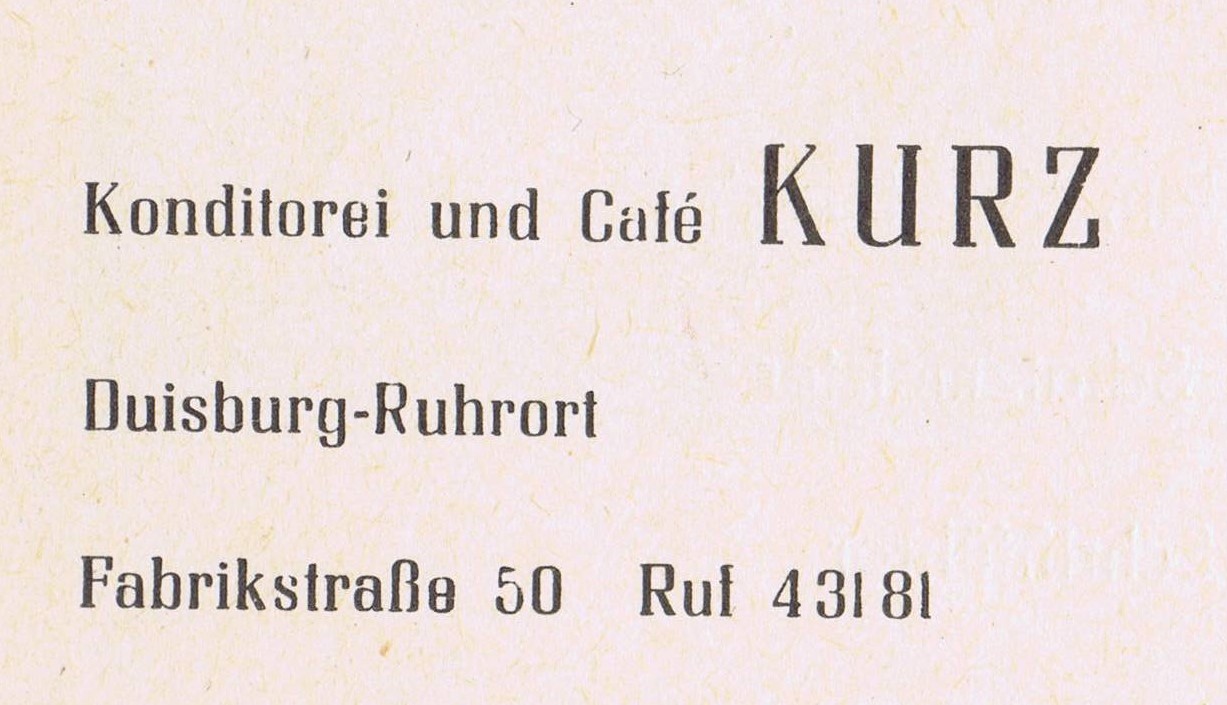 Konditorei und Café KURZ
Duisburg-Ruhrort
Fabrikstraße 50 Ruf 43181